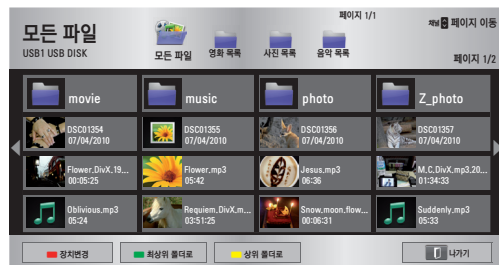 모든 파일
USB1 USB DISK
모든 파일
영화 목록
사진 목록
음악 목록
페이지 1/1
채널 페이지 이동
페이지 1/2
movie
music
photo
Z_photo
DSC01354
07/04/2010
DSC01355
07/04/2010
DSC01356
07/04/2010
DSC01357
07/04/2010
Flower,DivX,19...
00:05:25
Flower,mp3
05:42
Jesus,mp3
06:36
M,C,DivX,mp3,20...
01:34:33
Oblivious,mp3
05:24
Requiem,DivX,m...
03:51:25
Snow,moon,flow...
00:06:31
Suddenly,mp3
05:33
장치변경
최상위 폴더로
상위 폴더로
나가기